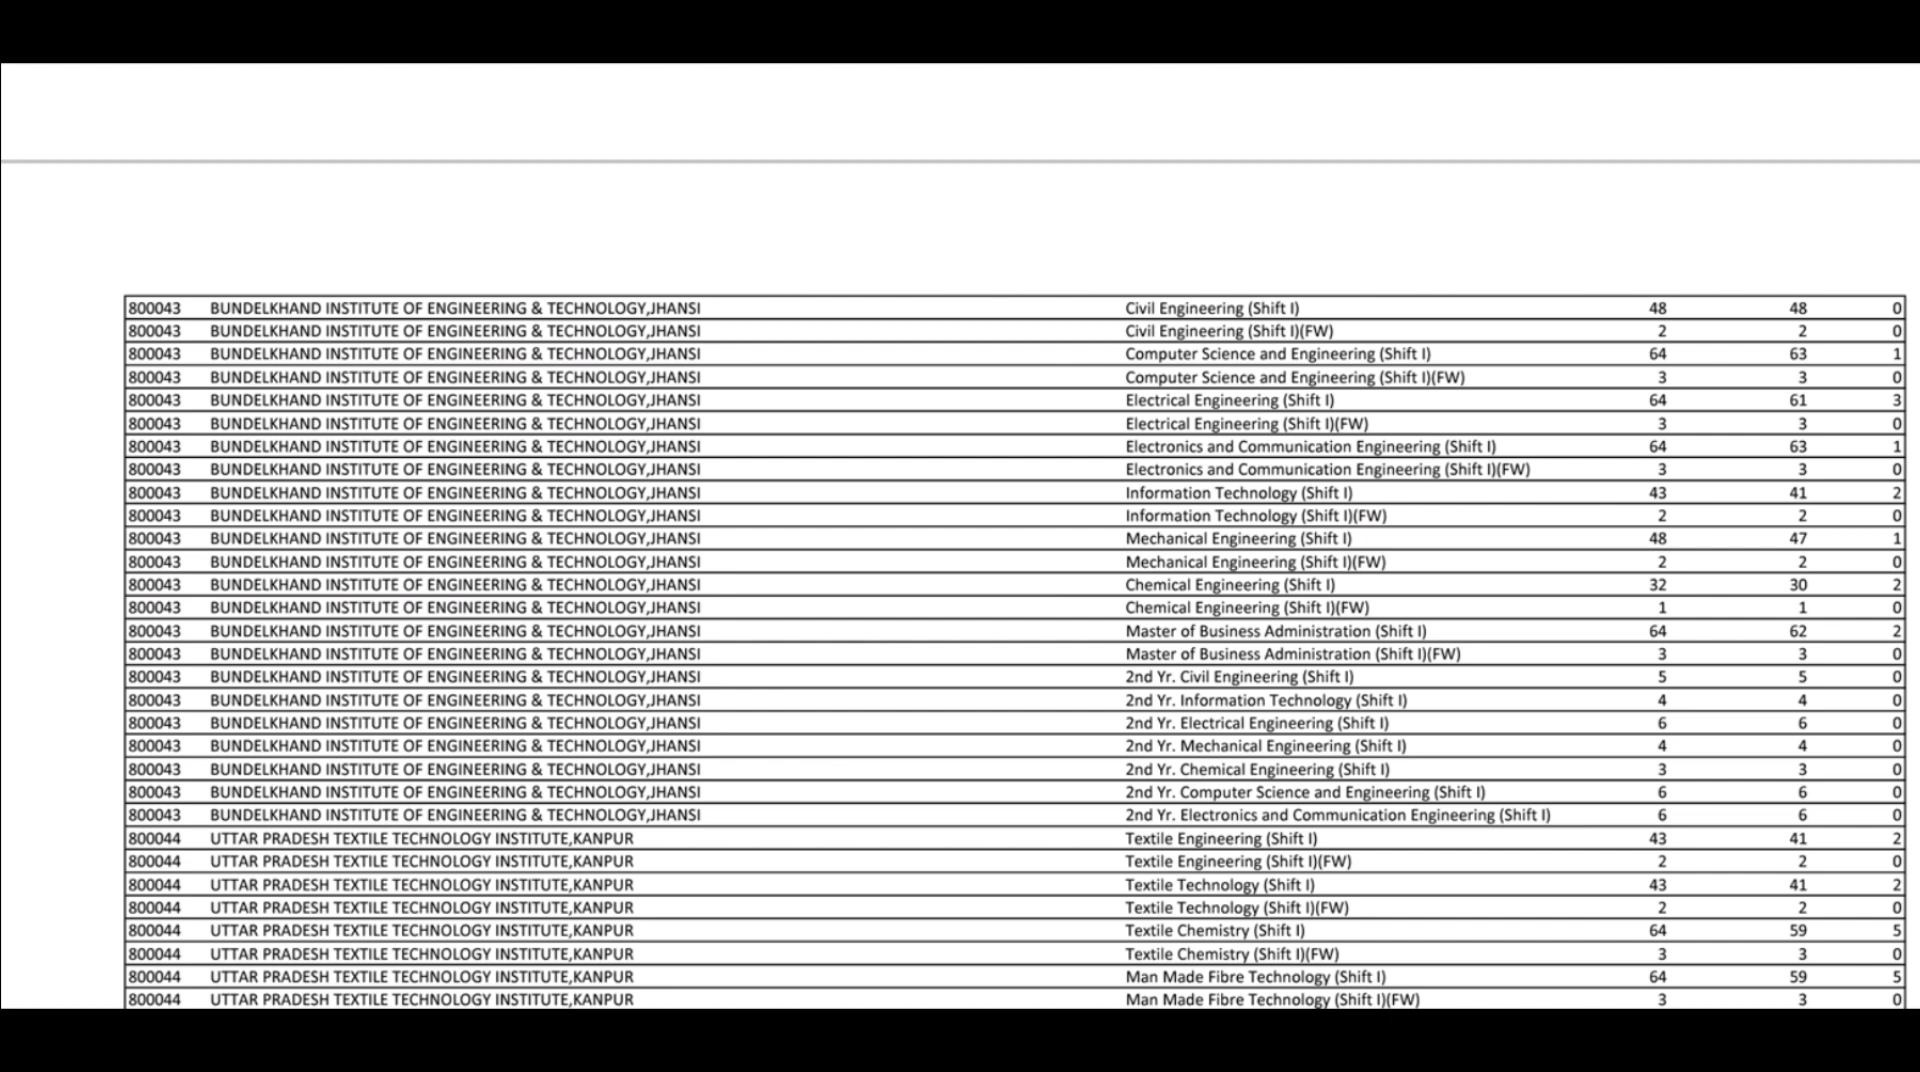 800043 BUNDELKHAND INSTITUTE OF ENGINEERING & TECHNOLOGY,JHANSI Civil Engineering (Shift I) 48 48 0
800043 BUNDELKHAND INSTITUTE OF ENGINEERING & TECHNOLOGY,JHANSI Civil Engineering (Shift I)(FW) 2 2 0
800043 BUNDELKHAND INSTITUTE OF ENGINEERING & TECHNOLOGY,JHANSI Computer Science and Engineering (Shift I) 64 63 1
800043 BUNDELKHAND INSTITUTE OF ENGINEERING & TECHNOLOGY,JHANSI Computer Science and Engineering (Shift I)(FW) 3 3 0
800043 BUNDELKHAND INSTITUTE OF ENGINEERING & TECHNOLOGY,JHANSI Electrical Engineering (Shift I) 64 61 3
800043 BUNDELKHAND INSTITUTE OF ENGINEERING & TECHNOLOGY,JHANSI Electrical Engineering (Shift I)(FW) 3 3 0
800043 BUNDELKHAND INSTITUTE OF ENGINEERING & TECHNOLOGY,JHANSI Electronics and Communication Engineering (Shift I) 64 63 1
800043 BUNDELKHAND INSTITUTE OF ENGINEERING & TECHNOLOGY,JHANSI Electronics and Communication Engineering (Shift I)(FW) 3 3 0
800043 BUNDELKHAND INSTITUTE OF ENGINEERING & TECHNOLOGY,JHANSI Information Technology (Shift I) 43 41 2
800043 BUNDELKHAND INSTITUTE OF ENGINEERING & TECHNOLOGY,JHANSI Information Technology (Shift I)(FW) 2 2 0
800043 BUNDELKHAND INSTITUTE OF ENGINEERING & TECHNOLOGY,JHANSI Mechanical Engineering (Shift I) 48 47 1
800043 BUNDELKHAND INSTITUTE OF ENGINEERING & TECHNOLOGY,JHANSI Mechanical Engineering (Shift I)(FW) 2 2 0
800043 BUNDELKHAND INSTITUTE OF ENGINEERING & TECHNOLOGY,JHANSI Chemical Engineering (Shift I) 32 30 2
800043 BUNDELKHAND INSTITUTE OF ENGINEERING & TECHNOLOGY,JHANSI Chemical Engineering (Shift I)(FW) 1 1 0
800043 BUNDELKHAND INSTITUTE OF ENGINEERING & TECHNOLOGY,JHANSI Master of Business Administration (Shift I) 64 62 2
800043 BUNDELKHAND INSTITUTE OF ENGINEERING & TECHNOLOGY,JHANSI Master of Business Administration (Shift I)(FW) 3 3 0
800043 BUNDELKHAND INSTITUTE OF ENGINEERING & TECHNOLOGY,JHANSI 2nd Yr. Civil Engineering (Shift I) 5 5 0
800043 BUNDELKHAND INSTITUTE OF ENGINEERING & TECHNOLOGY,JHANSI 2nd Yr. Information Technology (Shift I) 4 4 0
800043 BUNDELKHAND INSTITUTE OF ENGINEERING & TECHNOLOGY,JHANSI 2nd Yr. Electrical Engineering (Shift I) 6 6 0
800043 BUNDELKHAND INSTITUTE OF ENGINEERING & TECHNOLOGY,JHANSI 2nd Yr. Mechanical Engineering (Shift I) 4 4 0
800043 BUNDELKHAND INSTITUTE OF ENGINEERING & TECHNOLOGY,JHANSI 2nd Yr. Chemical Engineering (Shift I) 3 3 0
800043 BUNDELKHAND INSTITUTE OF ENGINEERING & TECHNOLOGY,JHANSI 2nd Yr. Computer Science and Engineering (Shift I) 6 6 0
800043 BUNDELKHAND INSTITUTE OF ENGINEERING & TECHNOLOGY,JHANSI 2nd Yr. Electronics and Communication Engineering (Shift I) 6 6 0
800044 UTTAR PRADESH TEXTILE TECHNOLOGY INSTITUTE,KANPUR Textile Engineering (Shift I) 43 41 2
800044 UTTAR PRADESH TEXTILE TECHNOLOGY INSTITUTE,KANPUR Textile Engineering (Shift I)(FW) 2 2 0
800044 UTTAR PRADESH TEXTILE TECHNOLOGY INSTITUTE,KANPUR Textile Technology (Shift I) 43 41 2
800044 UTTAR PRADESH TEXTILE TECHNOLOGY INSTITUTE,KANPUR Textile Technology (Shift I)(FW) 2 2 0
800044 UTTAR PRADESH TEXTILE TECHNOLOGY INSTITUTE,KANPUR Textile Chemistry (Shift I) 64 59 5
800044 UTTAR PRADESH TEXTILE TECHNOLOGY INSTITUTE,KANPUR Textile Chemistry (Shift I)(FW) 3 3 0
800044 UTTAR PRADESH TEXTILE TECHNOLOGY INSTITUTE,KANPUR Man Made Fibre Technology (Shift I) 64 59 5
800044 UTTAR PRADESH TEXTILE TECHNOLOGY INSTITUTE,KANPUR Man Made Fibre Technology (Shift I)(FW) 3 3 0